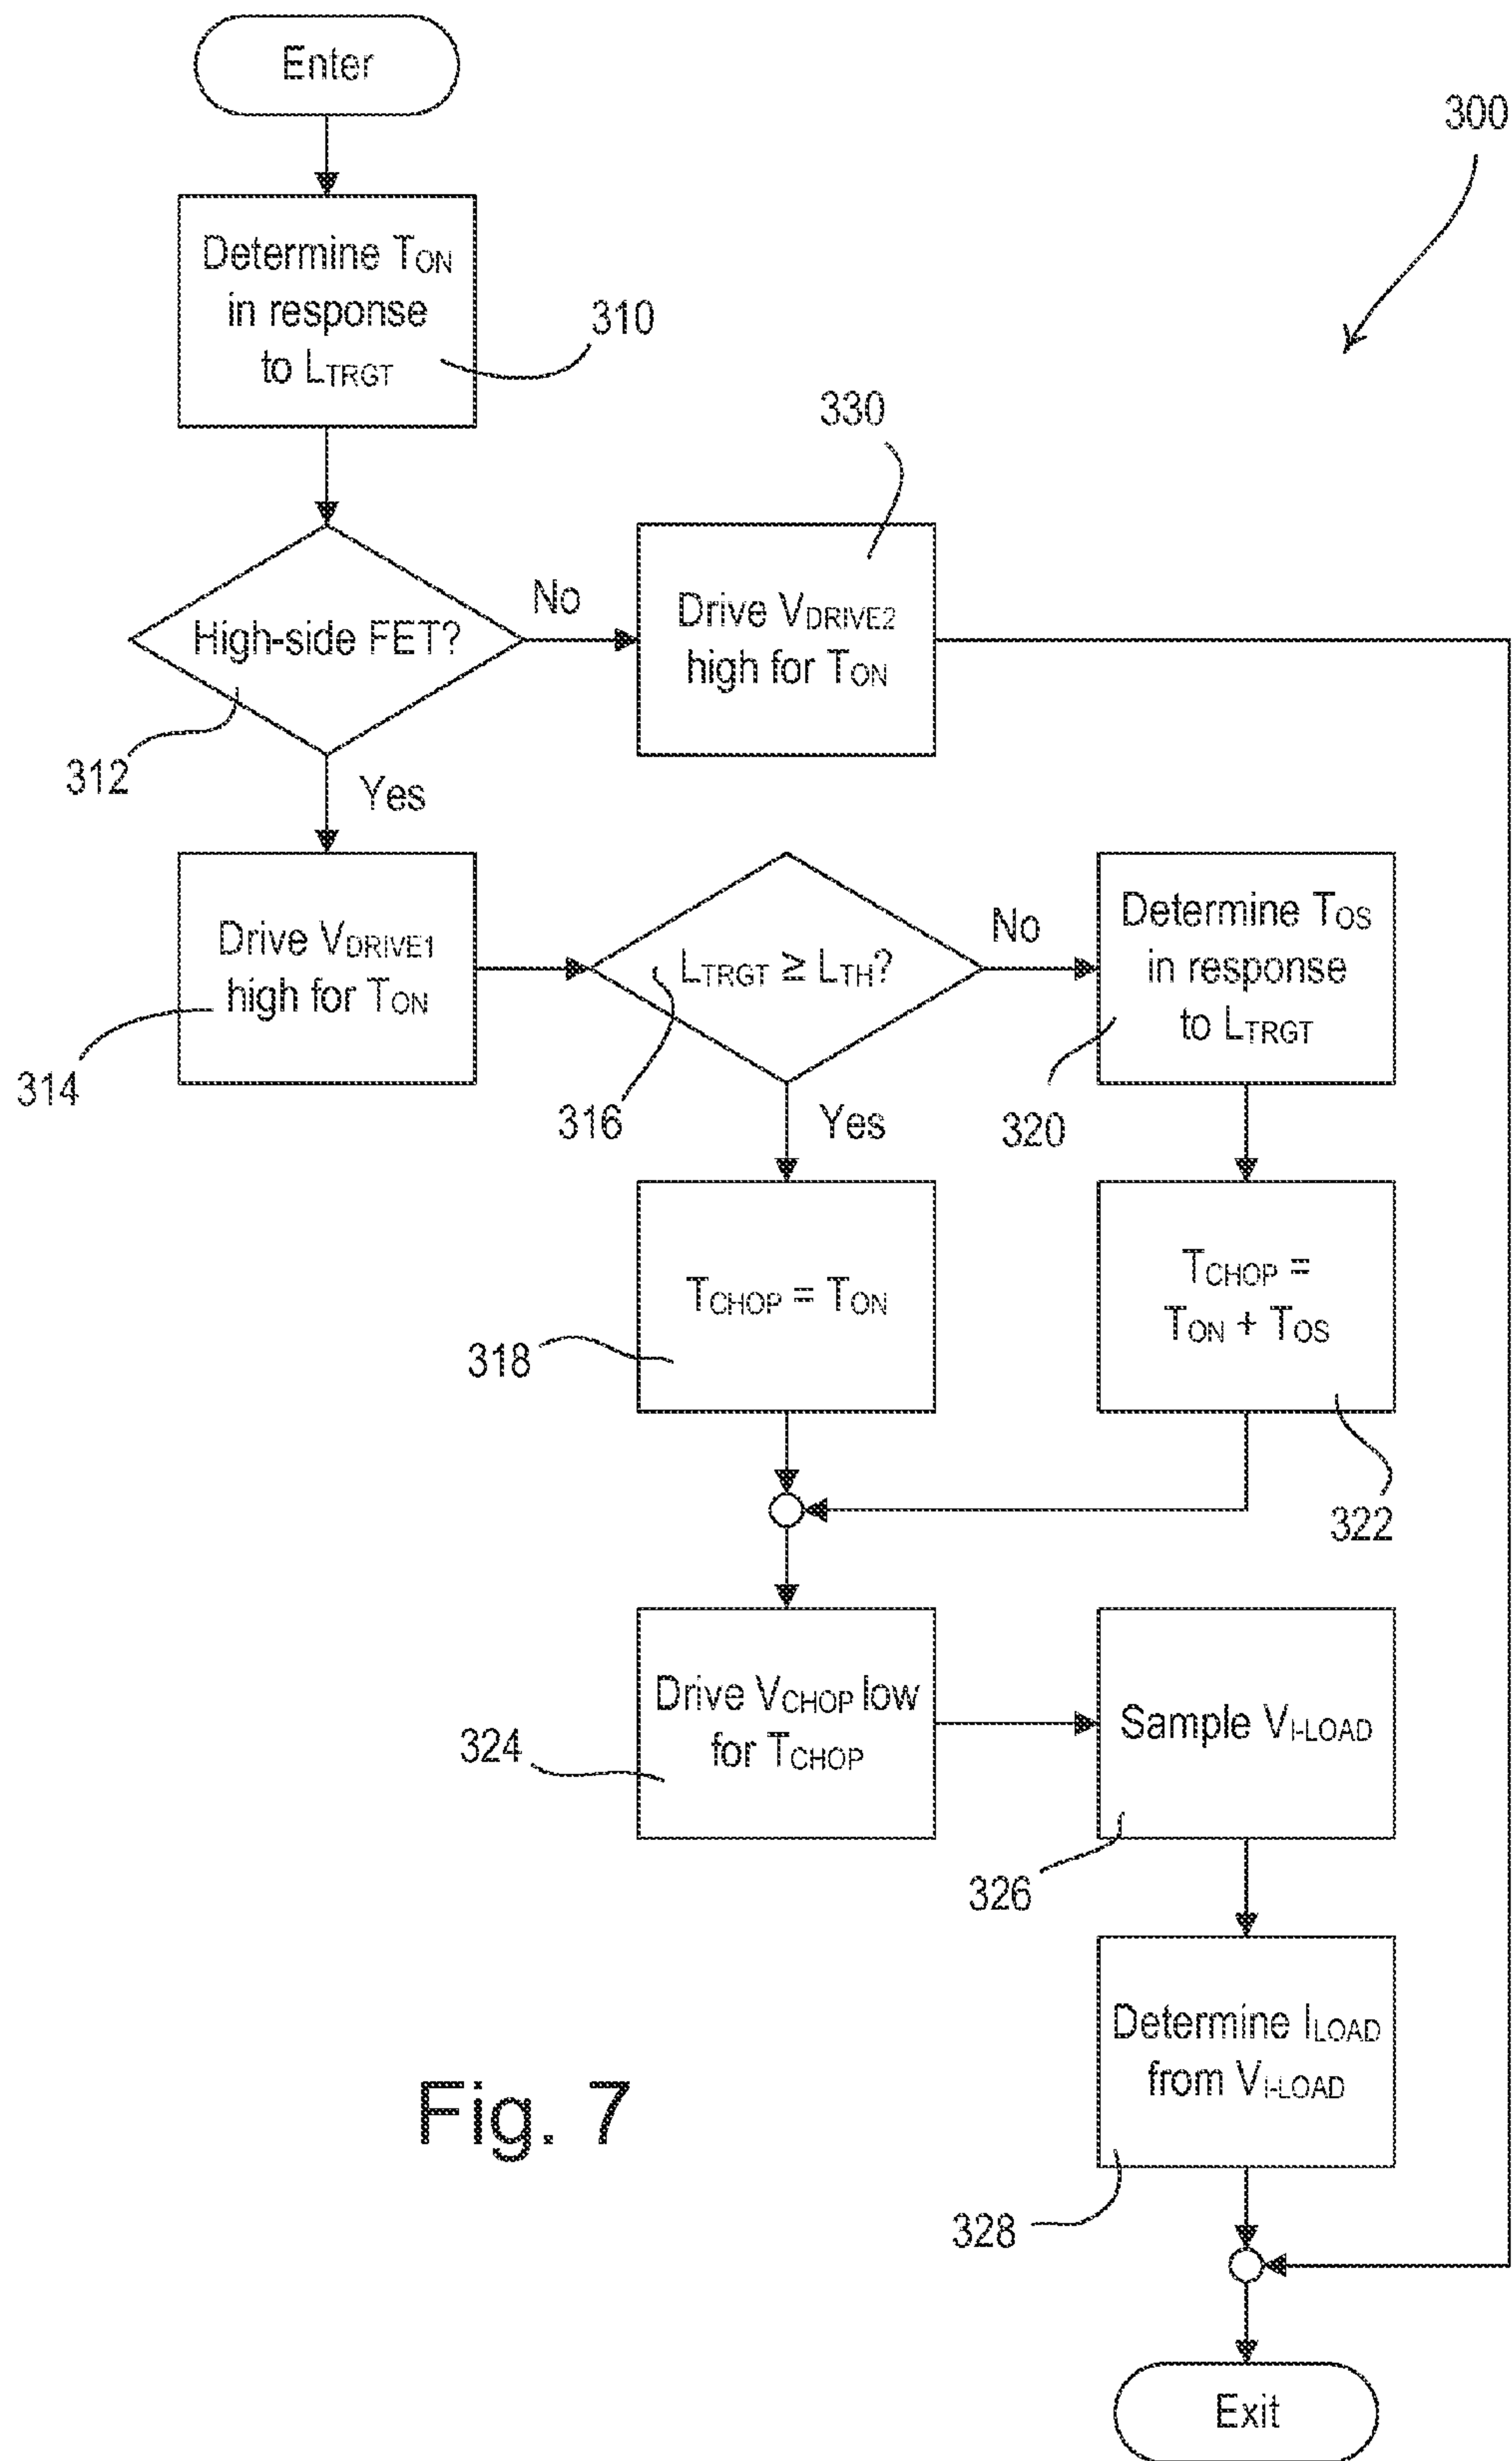 Enter
300
Determine TON
in response
to LTRGT
310
330
High-side FET?
No
Drive VDRIVE2
high for TON
312
Yes
Drive VDRIVE1
high for TON
314
LTRGT ≥ LTH?
316
No
Yes
Determine TOS
in response
to LTRGT
320
TCHOP = TON
318
TCHOP =
TON + TOS
322
Drive VCHOP low
for TCHOP
324
Sample VI-LOAD
326
Determine ILOAD
from VI-LOAD
328
Fig. 7
Exit